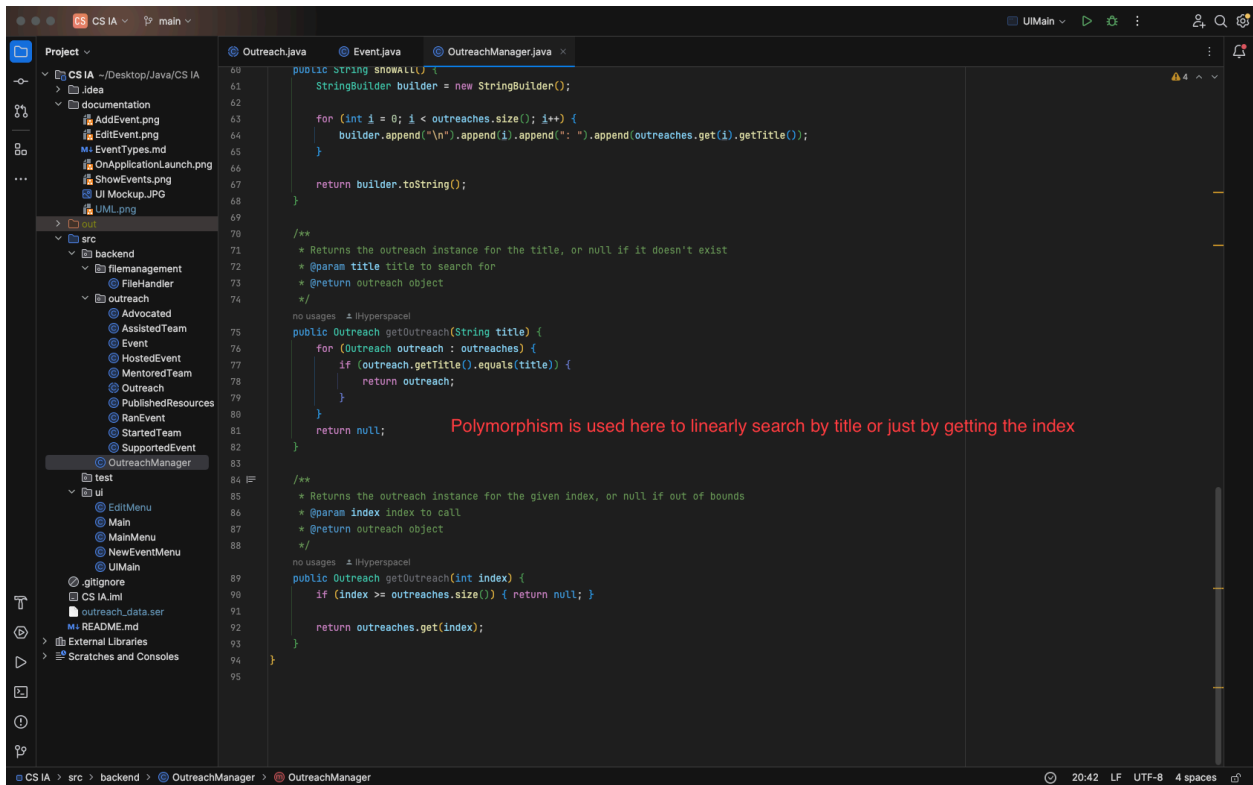 CS CS IA main
UIMain
Project
Outreach.java
Event.java
OutreachManager.java
CS IA ~/Desktop/Java/CS IA
.idea
documentation
AddEvent.png
EditEvent.png
M↓ EventTypes.md
OnApplicationLaunch.png
ShowEvents.png
UI Mockup.JPG
UML.png
out
src
backend
filemanagement
FileHandler
outreach
Advocated
AssistedTeam
Event
HostedEvent
MentoredTeam
Outreach
PublishedResources
RanEvent
StartedTeam
SupportedEvent
OutreachManager
test
ui
EditMenu
Main
MainMenu
NewEventMenu
UIMain
.gitignore
CS IA.iml
outreach_data.ser
M↓ README.md
External Libraries
Scratches and Consoles
4
60 public String showAll() {
61 StringBuilder builder = new StringBuilder();
62
63 for (int i = 0; i < outreaches.size(); i++) {
64 builder.append("\n").append(i).append(": ").append(outreaches.get(i).getTitle());
65 }
66
67 return builder.toString();
68 }
69
70 /**
71 * Returns the outreach instance for the title, or null if it doesn't exist
72 * @param title title to search for
73 * @return outreach object
74 */
no usages IHyperspacel
75 public Outreach getOutreach(String title) {
76 for (Outreach outreach : outreaches) {
77 if (outreach.getTitle().equals(title)) {
78 return outreach;
79 }
80 }
81 return null;
Polymorphism is used here to linearly search by title or just by getting the index
82 }
83
84 /**
85 * Returns the outreach instance for the given index, or null if out of bounds
86 * @param index index to call
87 * @return outreach object
88 */
no usages IHyperspacel
89 public Outreach getOutreach(int index) {
90 if (index >= outreaches.size()) { return null; }
91
92 return outreaches.get(index);
93 }
94 }
95
CS IA > src > backend > OutreachManager > OutreachManager
20:42 LF UTF-8 4 spaces